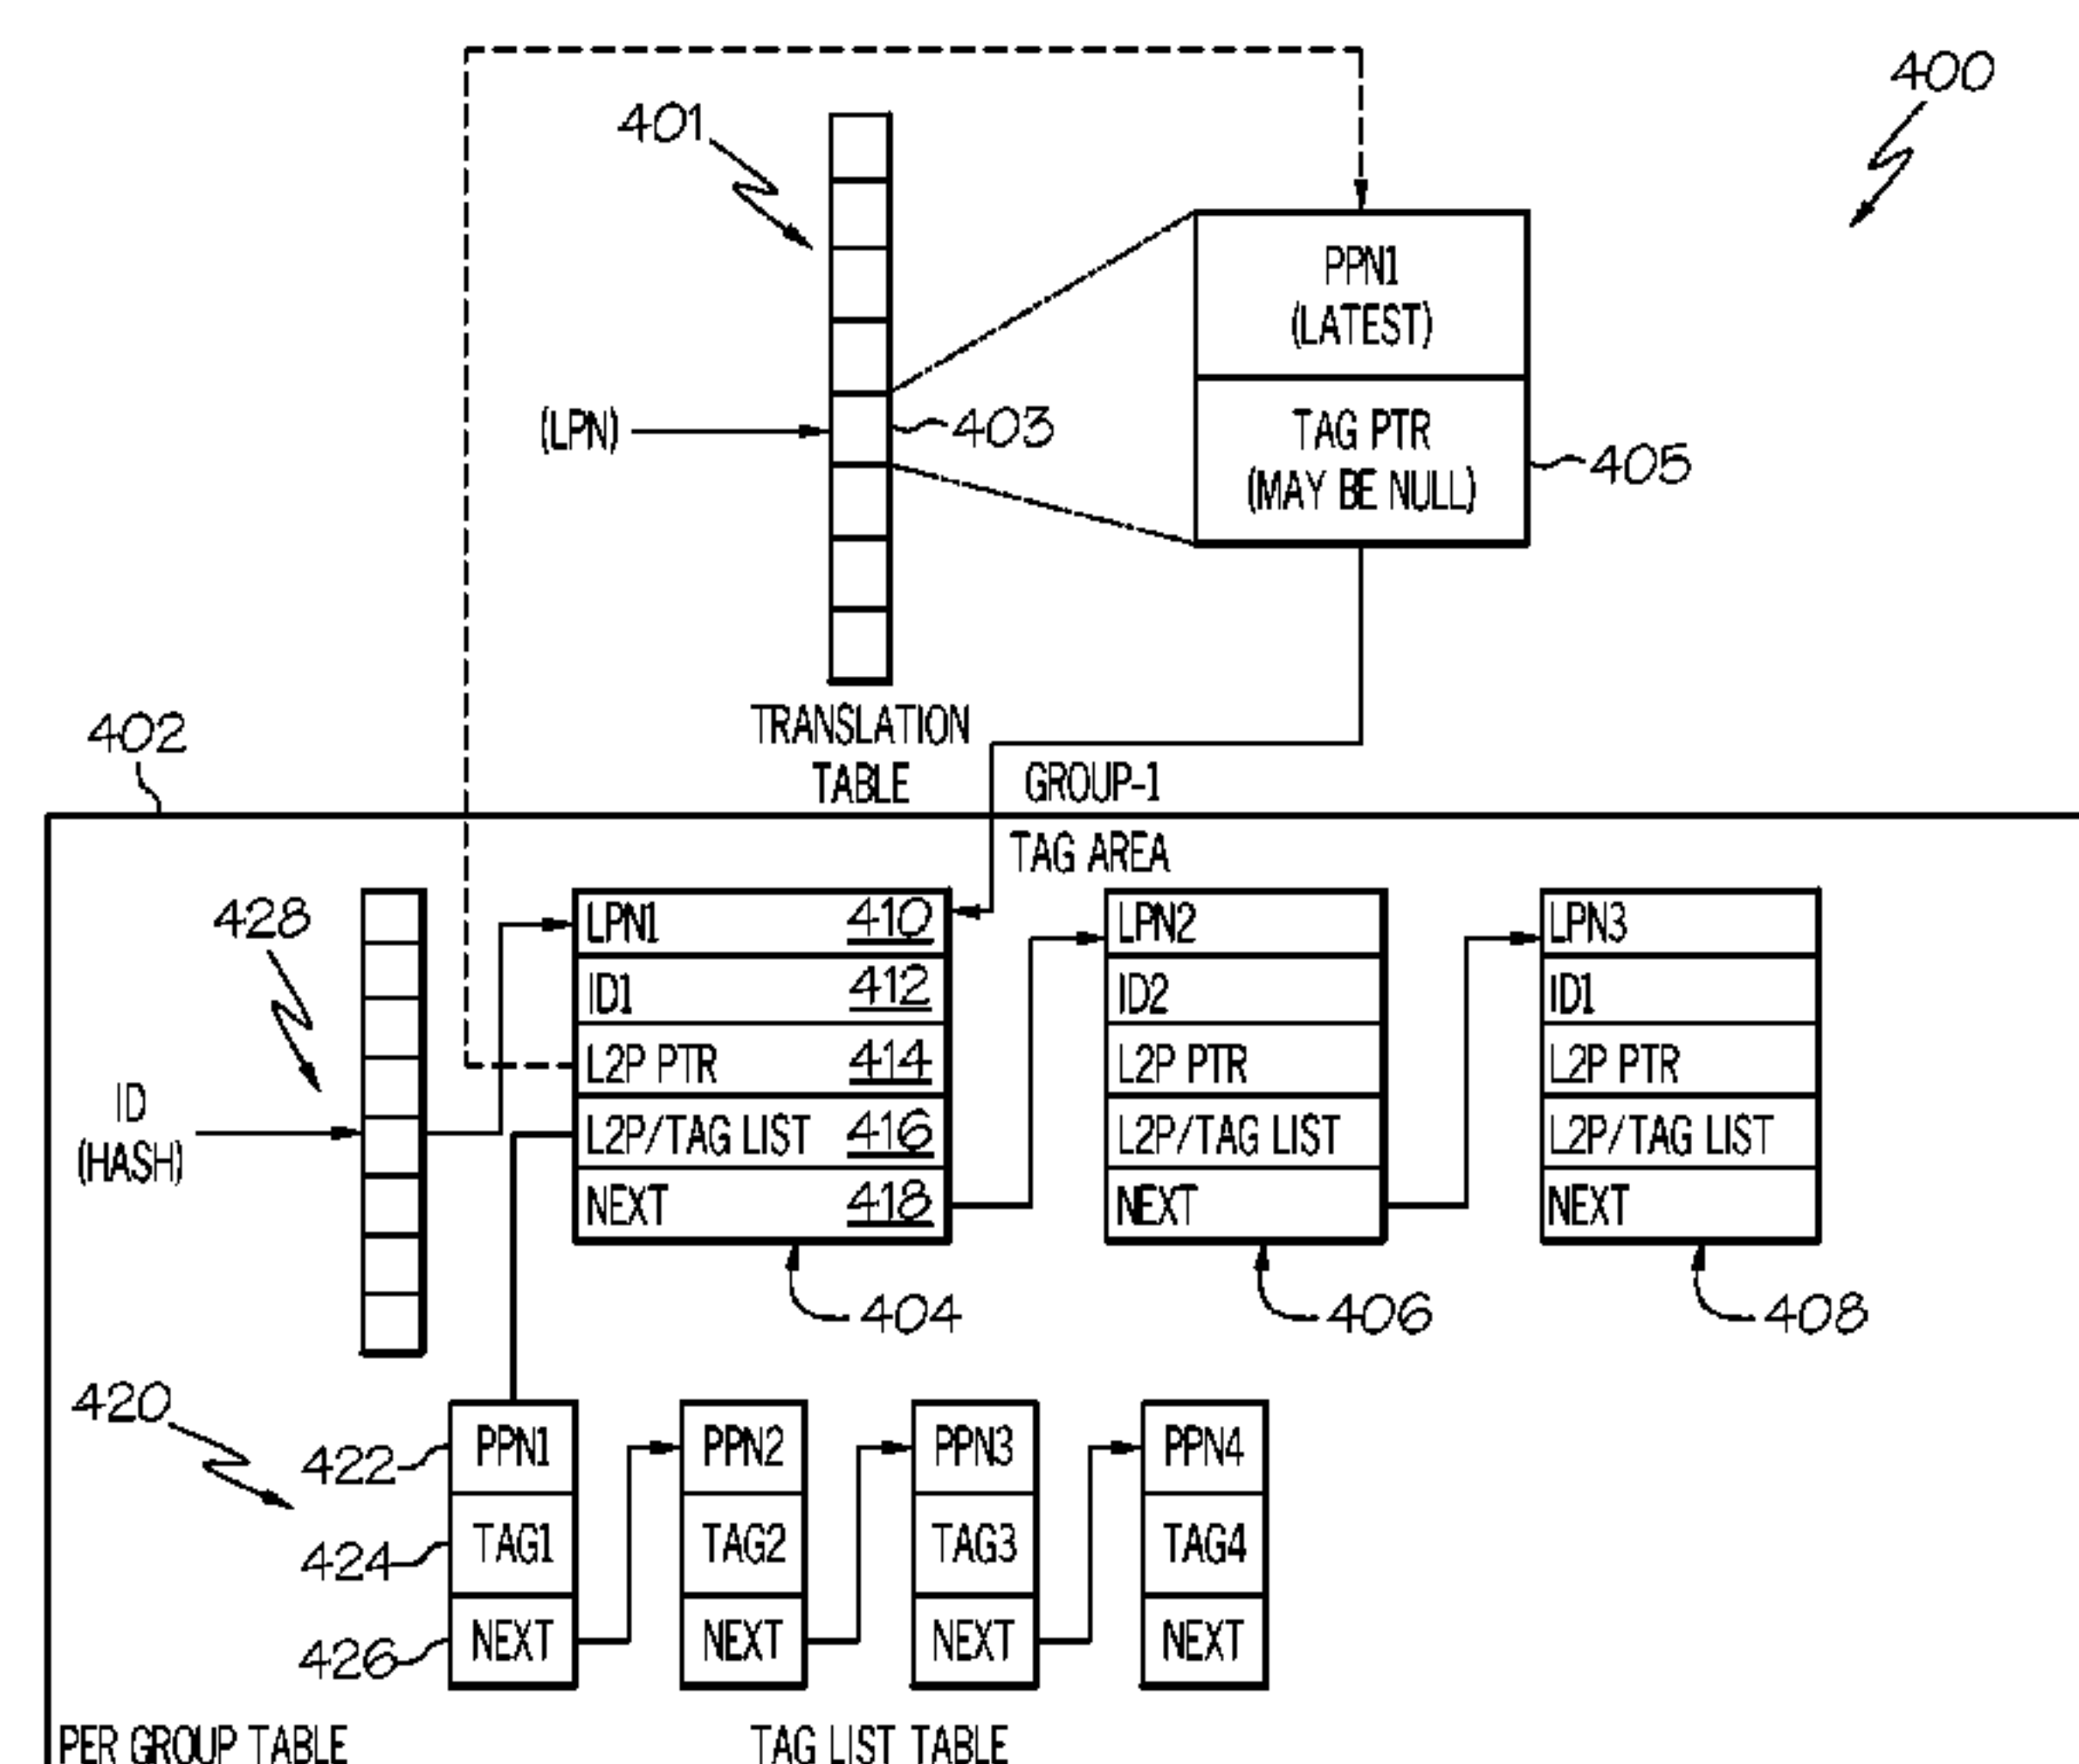 400
401
PPN1
(LATEST)
(LPN)
403
TAG PTR
(MAY BE NULL)
405
402
TRANSLATION
TABLE
GROUP-1
TAG AREA
428
LPN1 410
ID1 412
L2P PTR 414
L2P/TAG LIST 416
NEXT 418
404
LPN2
ID2
L2P PTR
L2P/TAG LIST
NEXT
406
LPN3
ID1
L2P PTR
L2P/TAG LIST
NEXT
408
ID
(HASH)
420
422
424
426
PPN1
TAG1
NEXT
PPN2
TAG2
NEXT
PPN3
TAG3
NEXT
PPN4
TAG4
NEXT
PER GROUP TABLE
TAG LIST TABLE